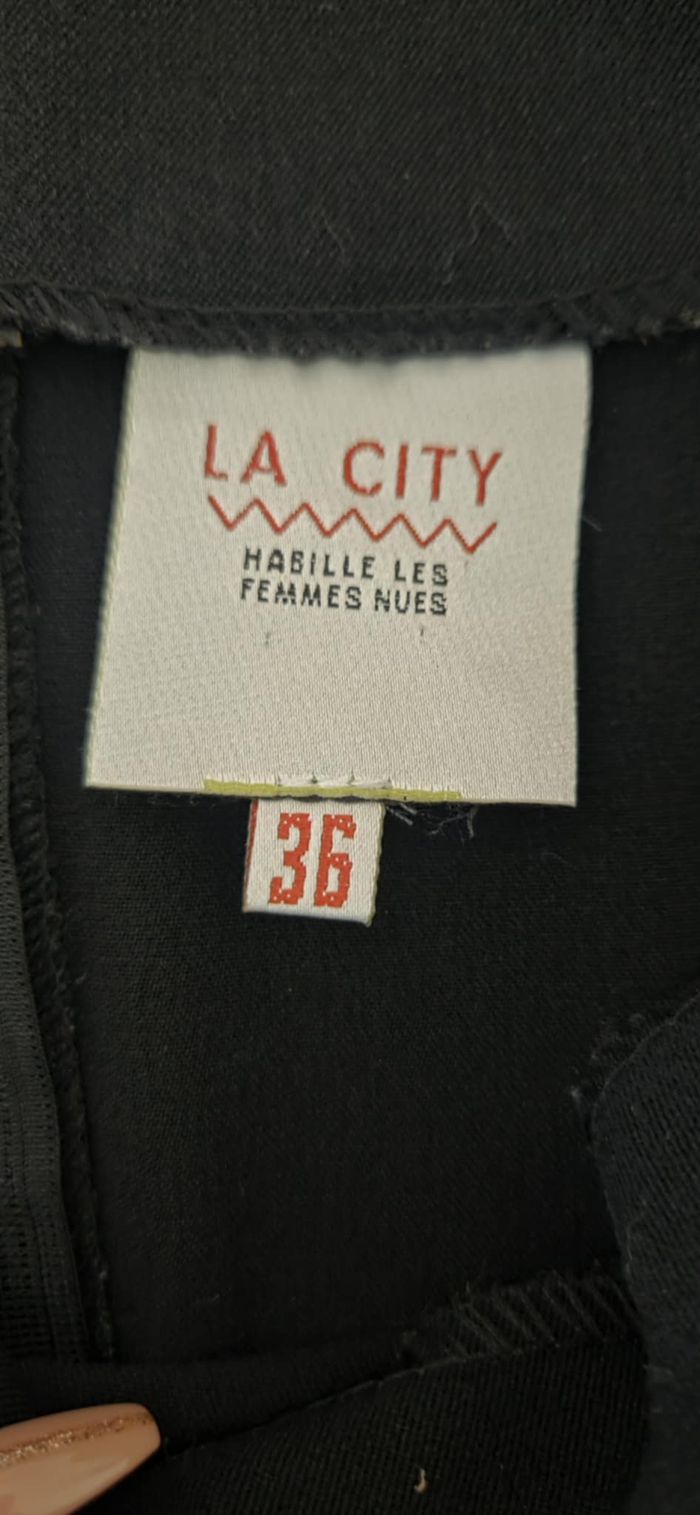 LA CITY
HABILLE LES
FEMMES NUES
36